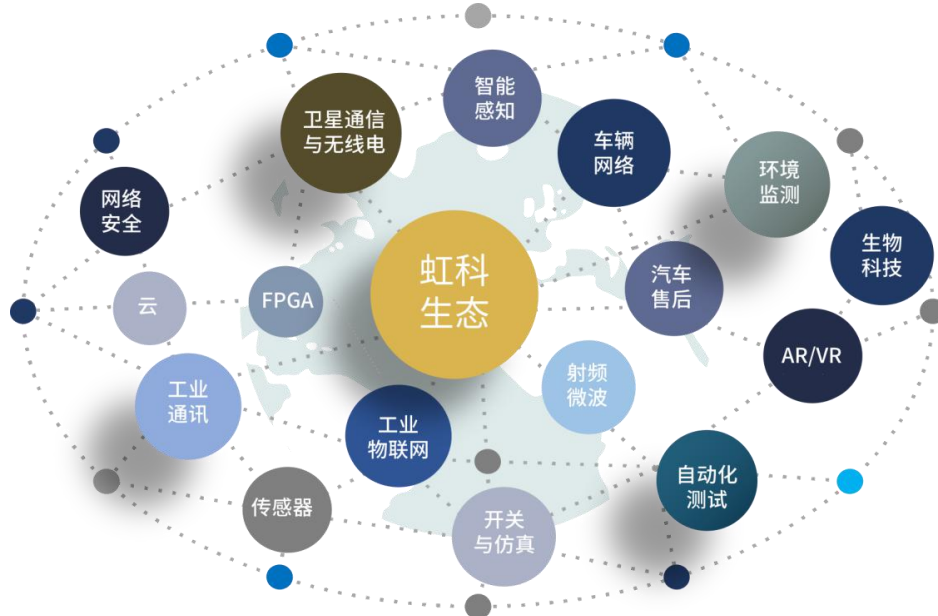 智能
感知
卫星通信
与无线电
车辆
网络
环境
监测
网络
安全
生物
科技
虹科
生态
汽车
售后
云
FPGA
AR/VR
射频
微波
工业
通讯
工业
物联网
自动化
测试
传感器
开关
与仿真